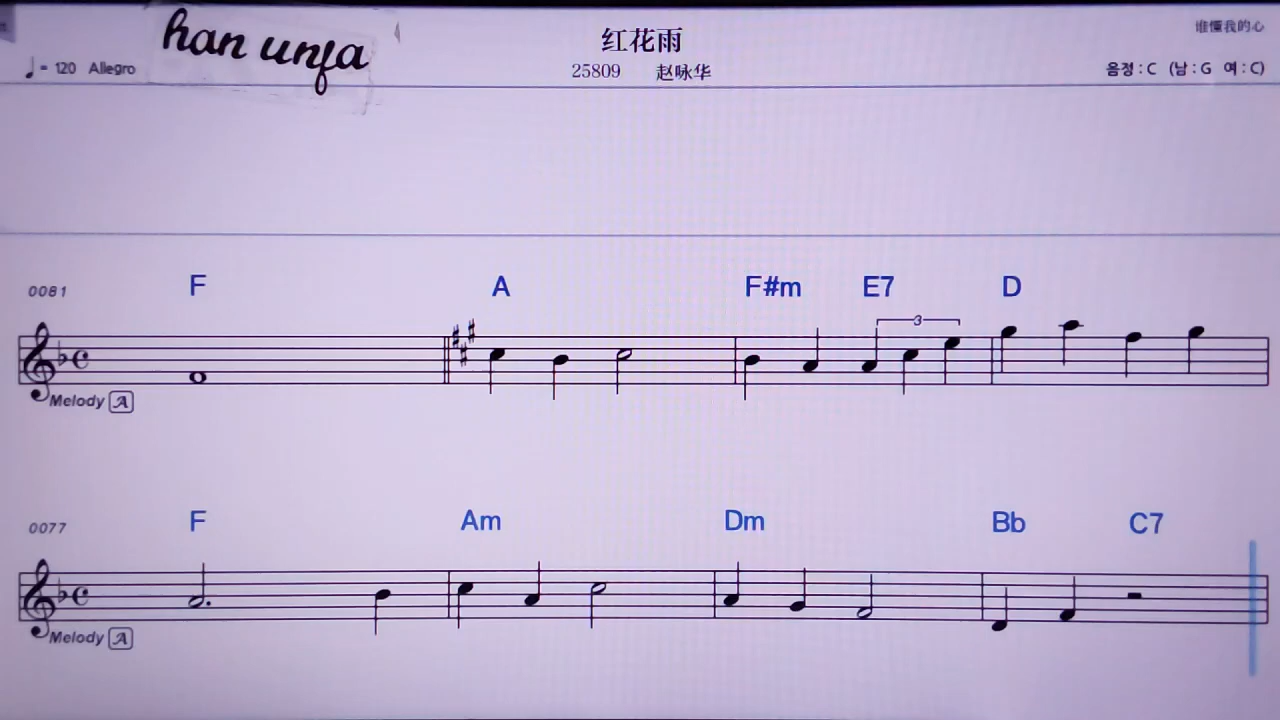 han unfa
红花雨
谁懂我的心
♩= 120 Allegro
25809 赵咏华
음정 : C (남 : G 여 : C)
0081
F A F#m E7 D
3
Melody A
0077
F Am Dm Bb C7
Melody A